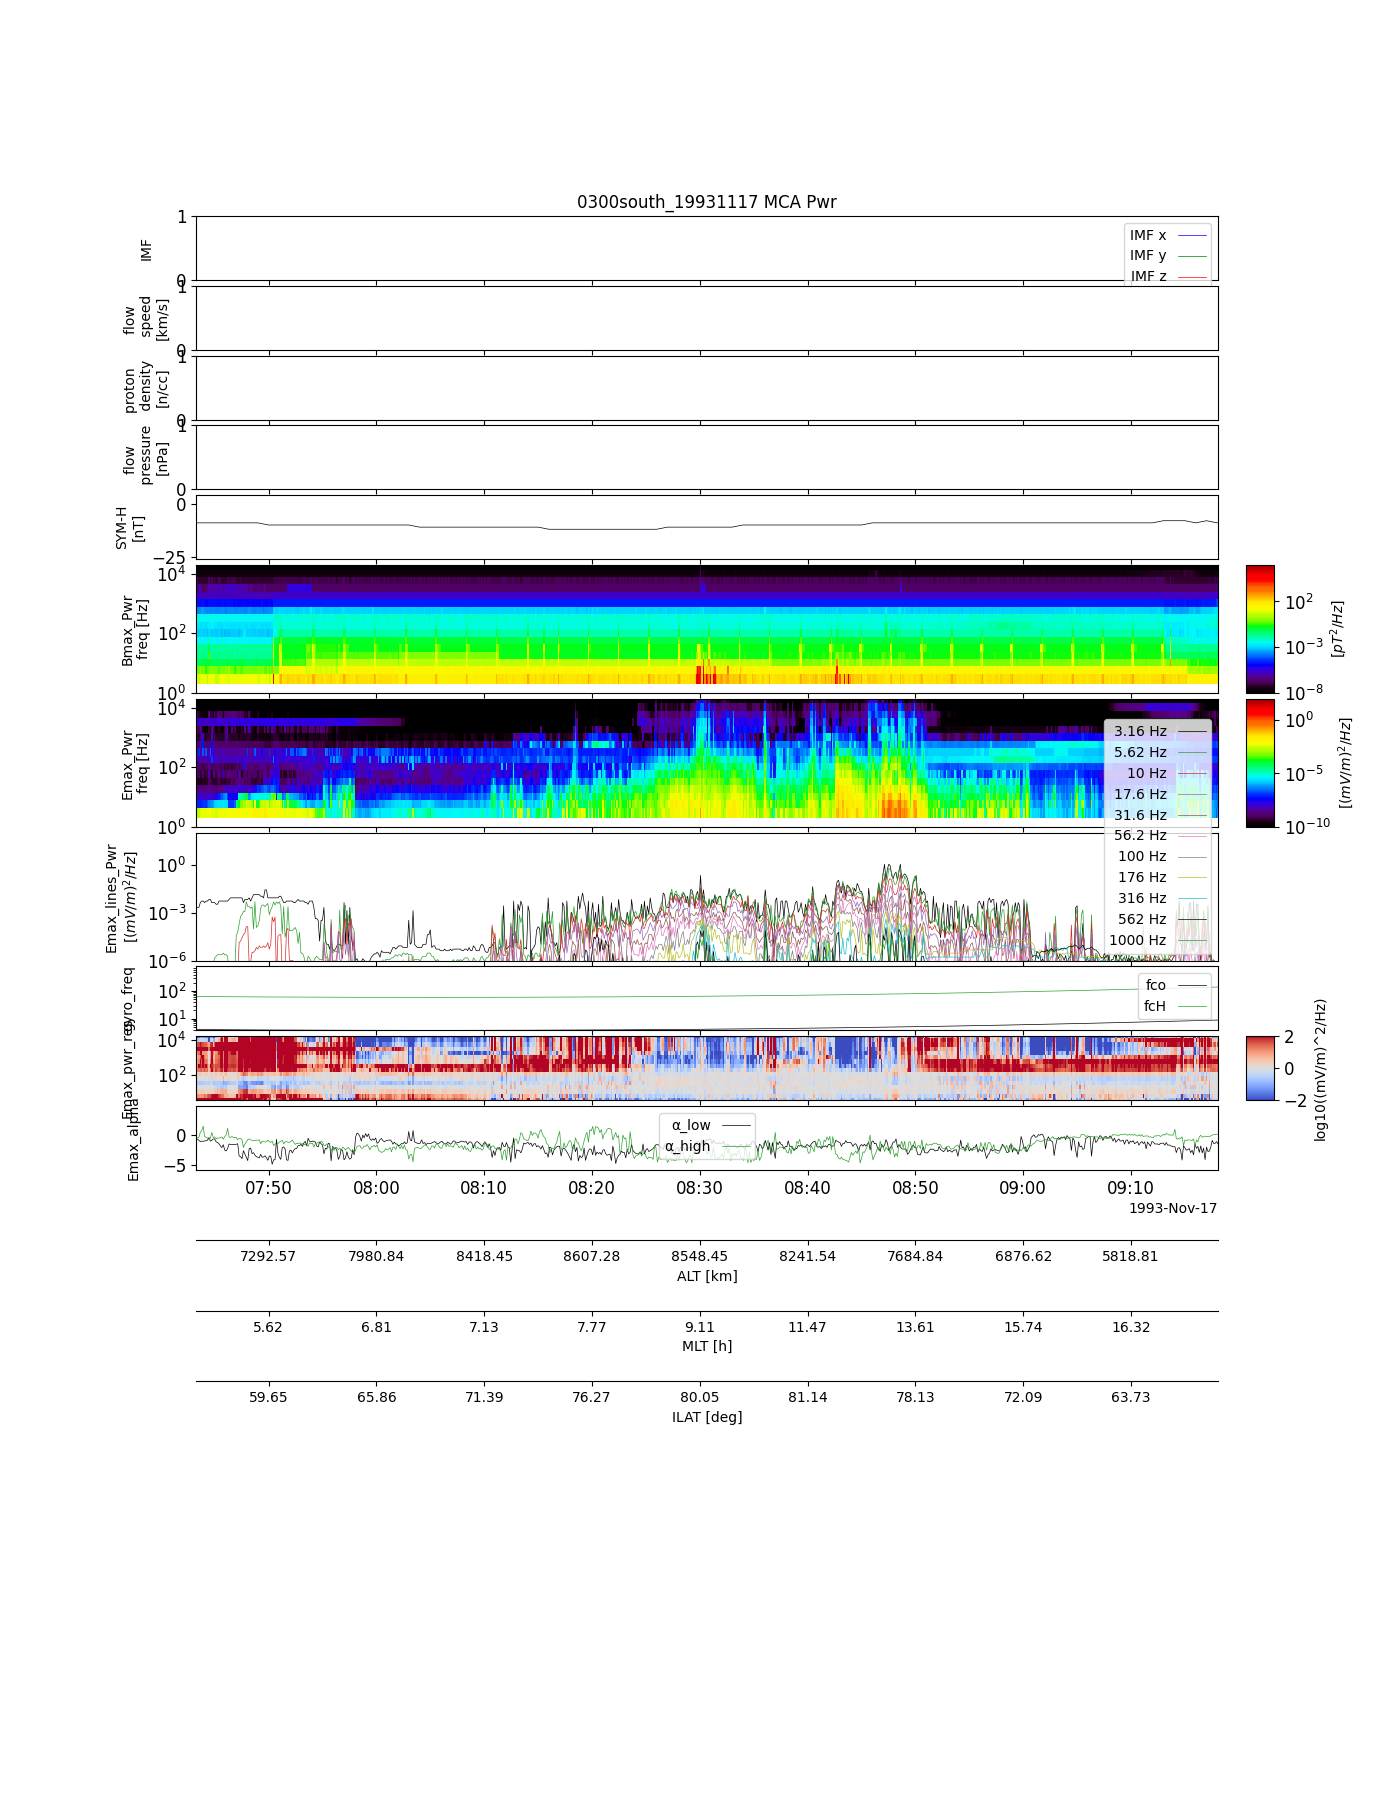 0300south_19931117 MCA Pwr
1
0
IMF
IMF x
IMF y
IMF z
1
0
flow
speed
[km/s]
1
0
proton
density
[n/cc]
1
0
flow
pressure
[nPa]
0
−25
SYM-H
[nT]
10^4
10^2
10^0
Bmax_Pwr
freq [Hz]
10^2
10^−3
10^−8
[pT^2/Hz]
10^4
10^2
10^0
Emax_Pwr
freq [Hz]
10^0
10^−5
10^−10
[(mV/m)^2/Hz]
3.16 Hz
5.62 Hz
10 Hz
17.6 Hz
31.6 Hz
56.2 Hz
100 Hz
176 Hz
316 Hz
562 Hz
1000 Hz
10^0
10^−3
10^−6
Emax_lines_Pwr
[(mV/m)^2/Hz]
10^2
10^1
gyro_freq
fco
fcH
10^4
10^2
Emax_pwr_reg
2
0
−2
log10((mV/m)^2/Hz)
0
−5
Emax_alpha
α_low
α_high
07:50 08:00 08:10 08:20 08:30 08:40 08:50 09:00 09:10
1993-Nov-17
7292.57 7980.84 8418.45 8607.28 8548.45 8241.54 7684.84 6876.62 5818.81
ALT [km]
5.62 6.81 7.13 7.77 9.11 11.47 13.61 15.74 16.32
MLT [h]
59.65 65.86 71.39 76.27 80.05 81.14 78.13 72.09 63.73
ILAT [deg]